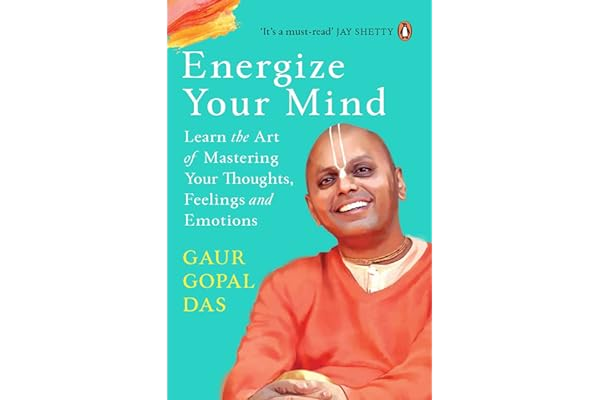 'It's a must-read' JAY SHETTY
Energize
Your Mind
Learn the Art
of Mastering
Your Thoughts,
Feelings and
Emotions
GAUR
GOPAL
DAS